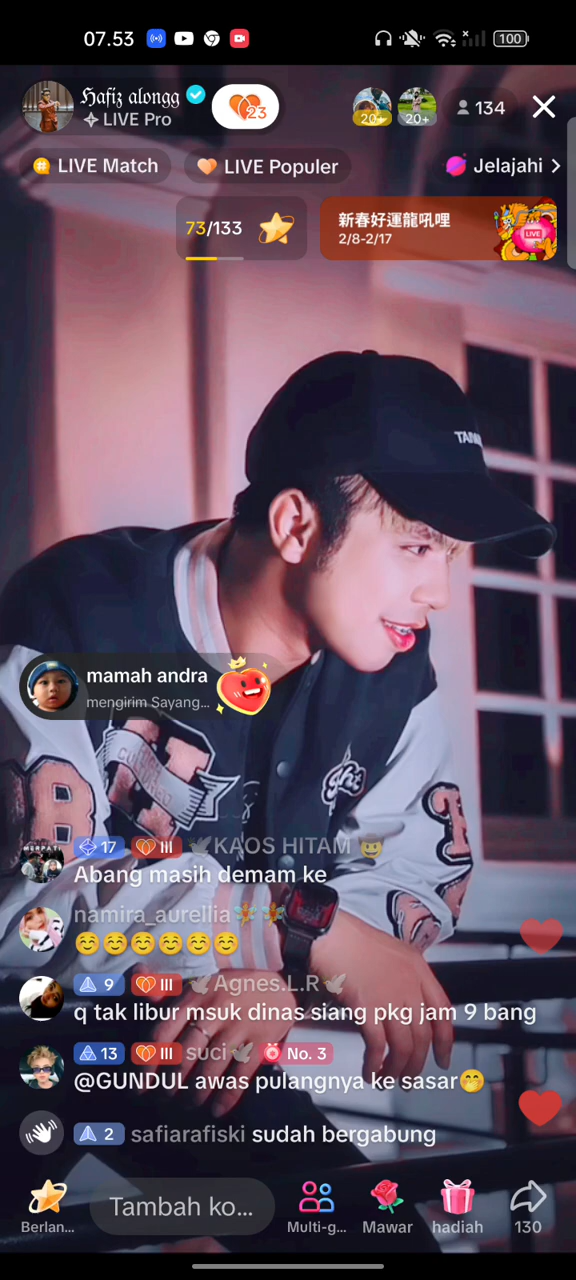 07.53
100
Hafiz alongg
LIVE Pro
23
20+
20+
134
LIVE Match
LIVE Populer
Jelajahi
73/133
新春好運龍吼哩
2/8-2/17
LIVE
mamah andra
mengirim Sayang...
17 III KAOS HITAM
Abang masih demam ke
namira_aurellia
9 III Agnes.L.R
q tak libur msuk dinas siang pkg jam 9 bang
13 III suci No. 3
@GUNDUL awas pulangnya ke sasar
2 safiarafiski sudah bergabung
Berlan...
Tambah ko...
Multi-g...
Mawar
hadiah
130